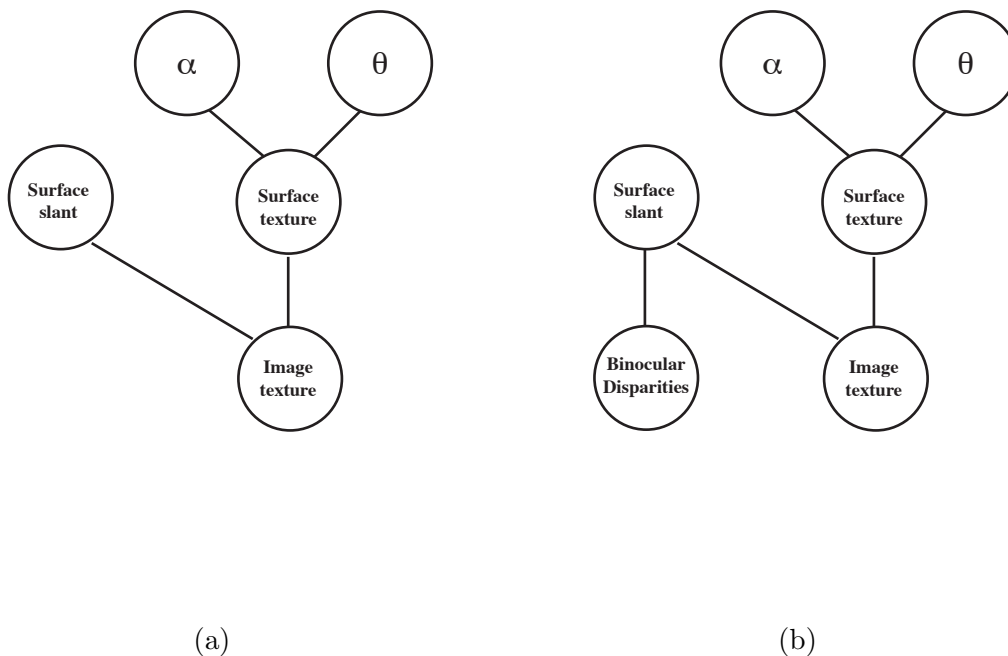 α
θ
Surface
slant
Surface
texture
Image
texture
(a)
α
θ
Surface
slant
Surface
texture
Binocular
Disparities
Image
texture
(b)